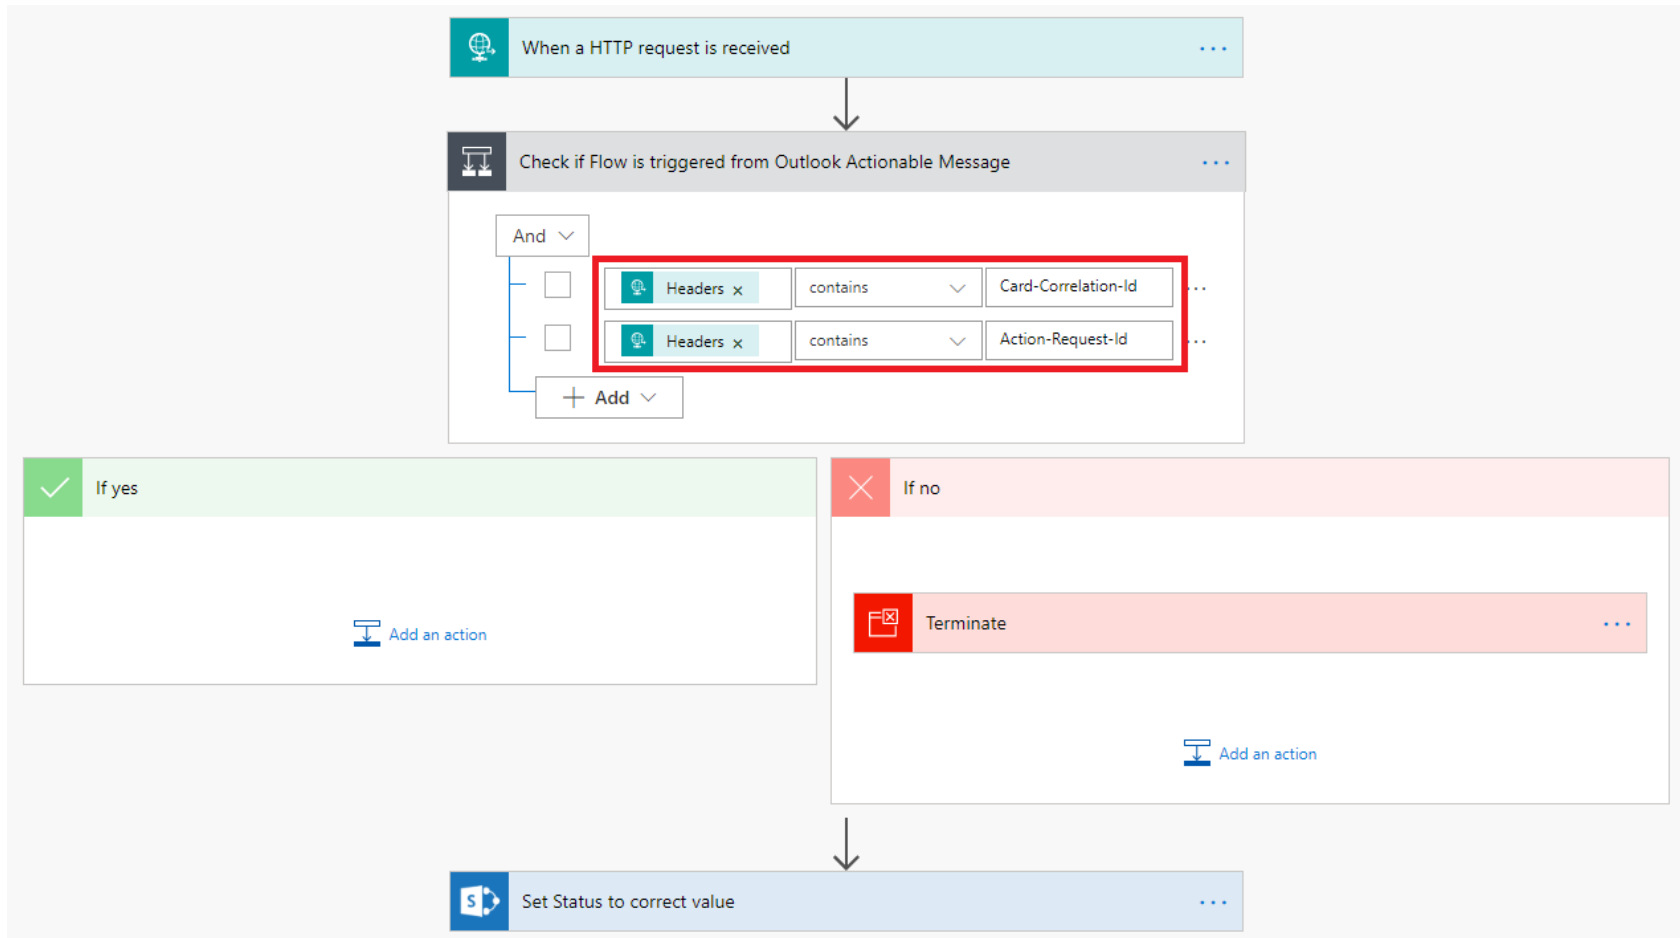 When a HTTP request is received
Check if Flow is triggered from Outlook Actionable Message
And
Headers x contains Card-Correlation-Id
Headers x contains Action-Request-Id
+ Add
If yes
If no
Terminate
Add an action
Add an action
S
Set Status to correct value